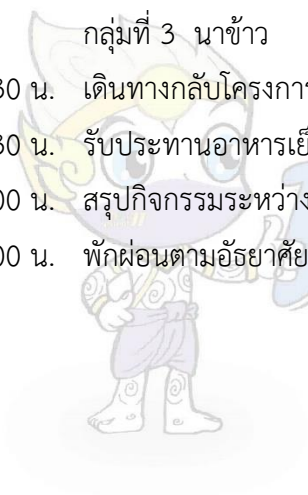 กลุ่มที่ 3 นาข้าว
30 น. เดินทางกลับโครงการ
30 น. รับประทานอาหารเย็
00 น. สรุปกิจกรรมระหว่าง
00 น. พักผ่อนตามอัธยาศัย